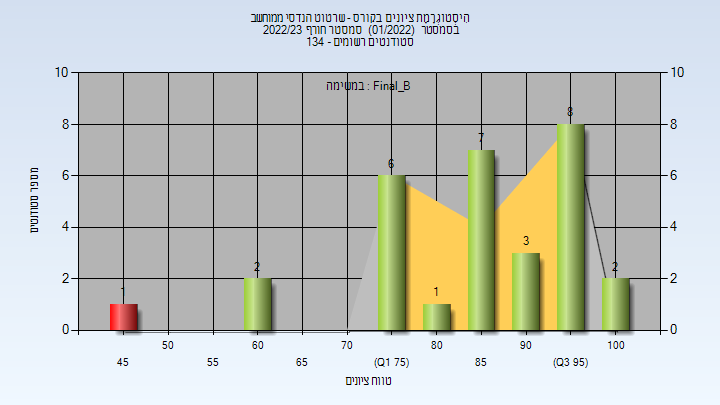 היסטוגרמת ציונים בקורס - שרטוט הנדסי ממוחשב
בסמסטר (01/2022) סמסטר חורף 2022/23
סטודנטים רשומים - 134
במשימה : Final_B
מספר סטודנטים
10 10
8 8
6 6
4 4
2 2
0 0
1 2 6 1 7 3 8 2
50 60 70 80 90 100
45 55 65 (Q1 75) 85 (Q3 95)
טווח ציונים